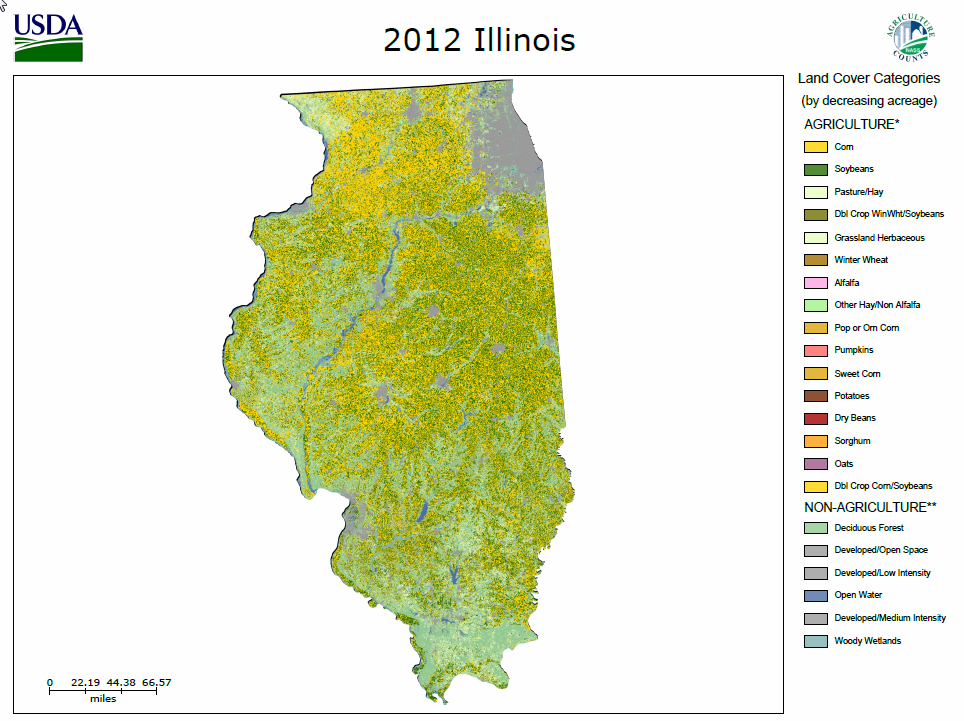 USDA
2012 Illinois
AGRICULTURE
NASS
COUNTS
Land Cover Categories
(by decreasing acreage)
AGRICULTURE*
Corn
Soybeans
Pasture/Hay
Dbl Crop WinWht/Soybeans
Grassland Herbaceous
Winter Wheat
Alfalfa
Other Hay/Non Alfalfa
Pop or Orn Corn
Pumpkins
Sweet Corn
Potatoes
Dry Beans
Sorghum
Oats
Dbl Crop Corn/Soybeans
NON-AGRICULTURE**
Deciduous Forest
Developed/Open Space
Developed/Low Intensity
Open Water
Developed/Medium Intensity
Woody Wetlands
0 22.19 44.38 66.57
miles